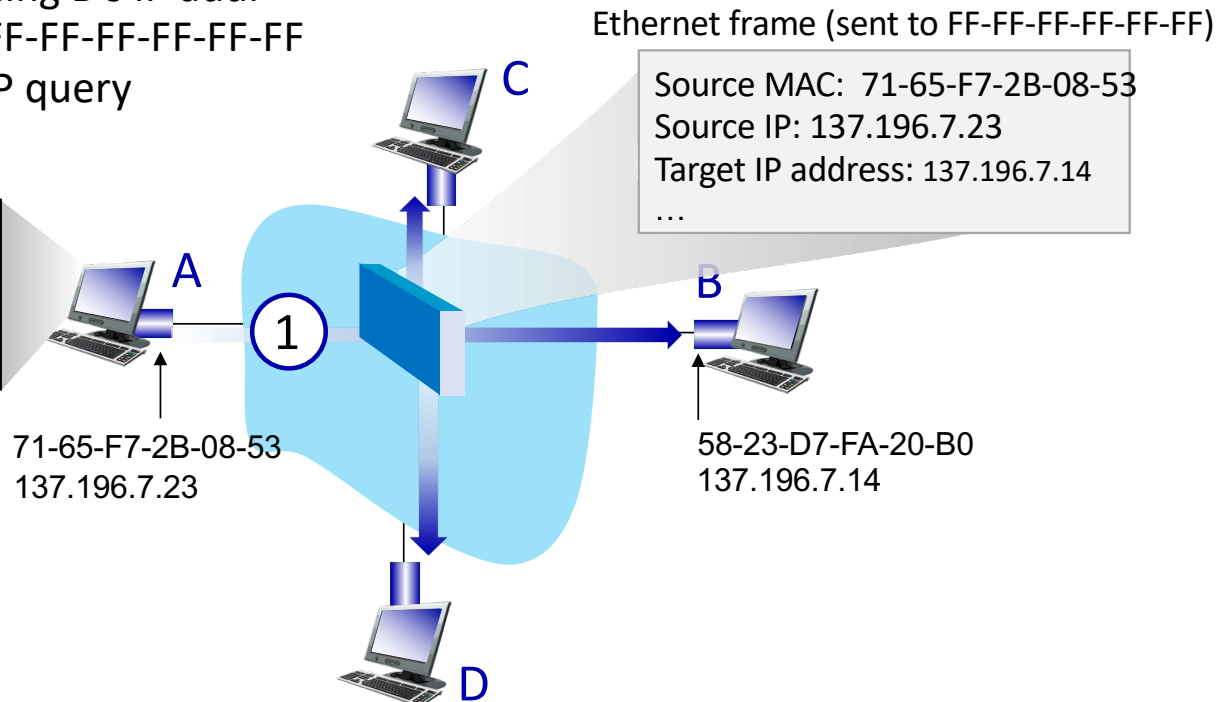 FF-FF-FF-FF-FF-FF
query
Ethernet frame (sent to FF-FF-FF-FF-FF-FF)
Source MAC: 71-65-F7-2B-08-53
Source IP: 137.196.7.23
Target IP address: 137.196.7.14
…
C
A
B
1
71-65-F7-2B-08-53
137.196.7.23
58-23-D7-FA-20-B0
137.196.7.14
D